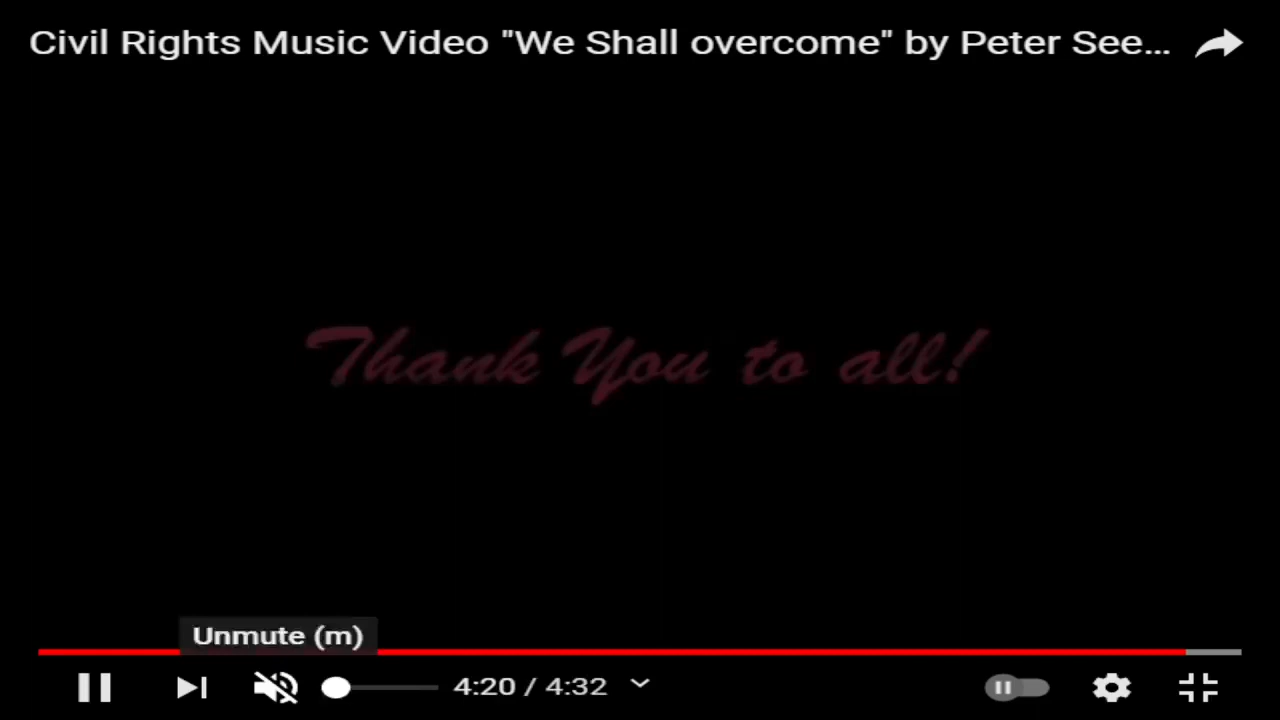 Civil Rights Music Video "We Shall overcome" by Peter See...
Thank You to all!
Unmute (m)
4:20 / 4:32